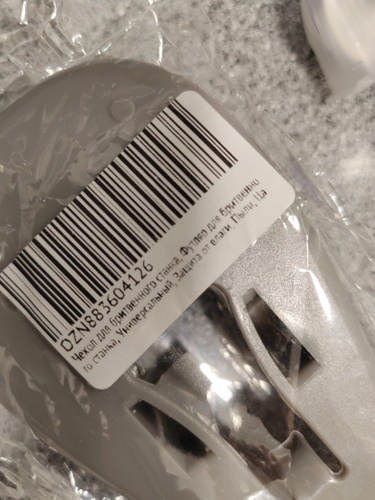 OZN883604126
Чехол для бритвенного станка, Футляр для бритвенно
го станка, Универсальный, Защита от влаги, Пыли, Ца